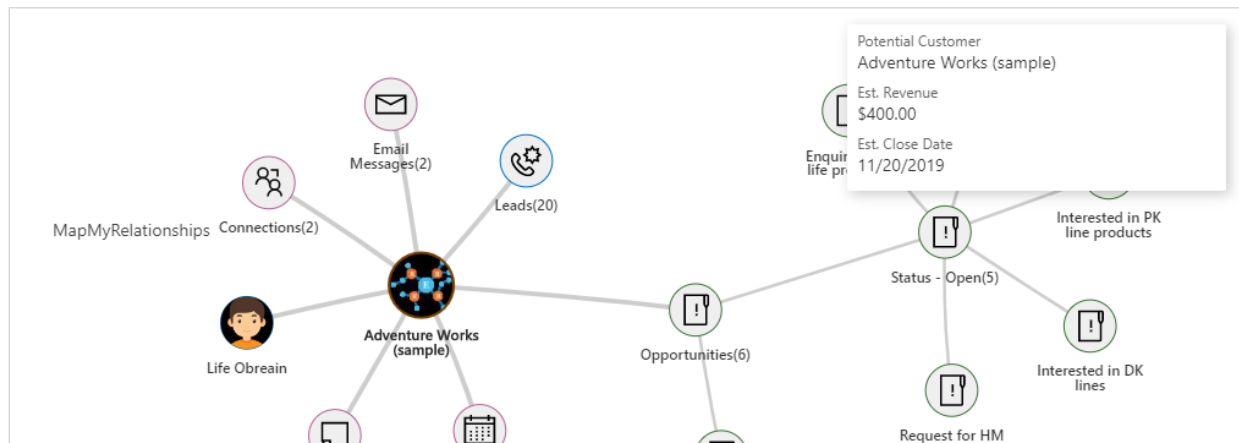 Potential Customer
Adventure Works (sample)
Est. Revenue
$400.00
Est. Close Date
11/20/2019
Email
Messages(2)
Leads(20)
Connections(2)
MapMyRelationships
Life Obreain
Adventure Works
(sample)
Opportunities(6)
Status - Open(5)
Interested in PK
line products
Interested in DK
lines
Request for HM